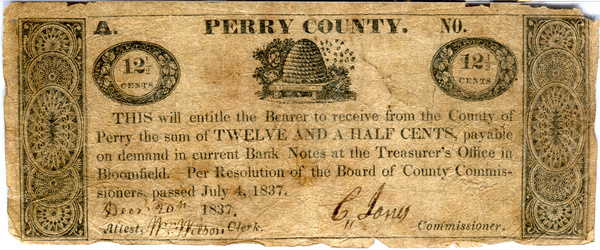 A. PERRY COUNTY. NO.
12½ 12½
CENTS CENTS
THIS will entitle the Bearer to receive from the County of
Perry the sum of TWELVE AND A HALF CENTS, payable
on demand in current Bank Notes at the Treasurer's Office in
Bloomfield. Per Resolution of the Board of County Commis-
sioners, passed July 4, 1837.
1837.
Attest, Clerk. C. Jones Commissioner.